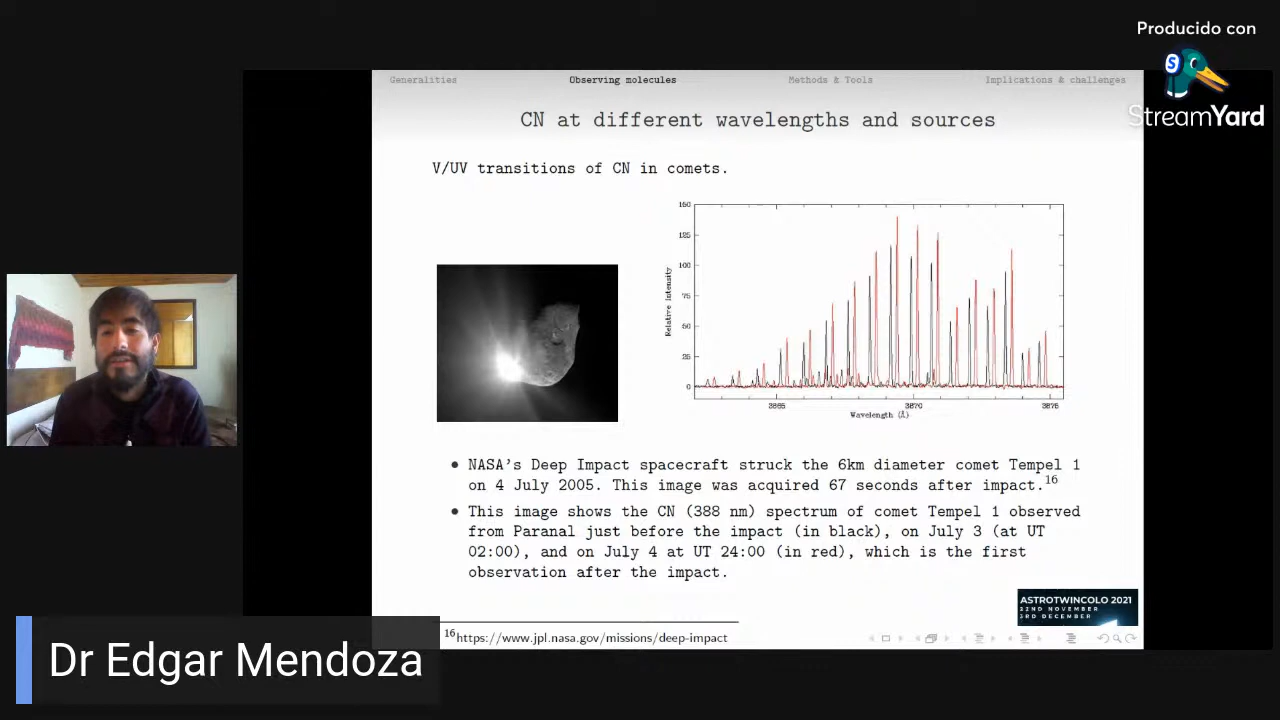 Producido con
StreamYard
Generalities Observing molecules Methods & Tools Implications & challenges
CN at different wavelengths and sources
V/UV transitions of CN in comets.
150
125
100
75
50
25
0
Relative Intensity
3865 3870 3875
Wavelength (Å)
• NASA's Deep Impact spacecraft struck the 6km diameter comet Tempel 1
on 4 July 2005. This image was acquired 67 seconds after impact.16
• This image shows the CN (388 nm) spectrum of comet Tempel 1 observed
from Paranal just before the impact (in black), on July 3 (at UT
02:00), and on July 4 at UT 24:00 (in red), which is the first
observation after the impact.
ASTROTWINCOLO 2021
22ND NOVEMBER
3RD DECEMBER
16https://www.jpl.nasa.gov/missions/deep-impact
Dr Edgar Mendoza